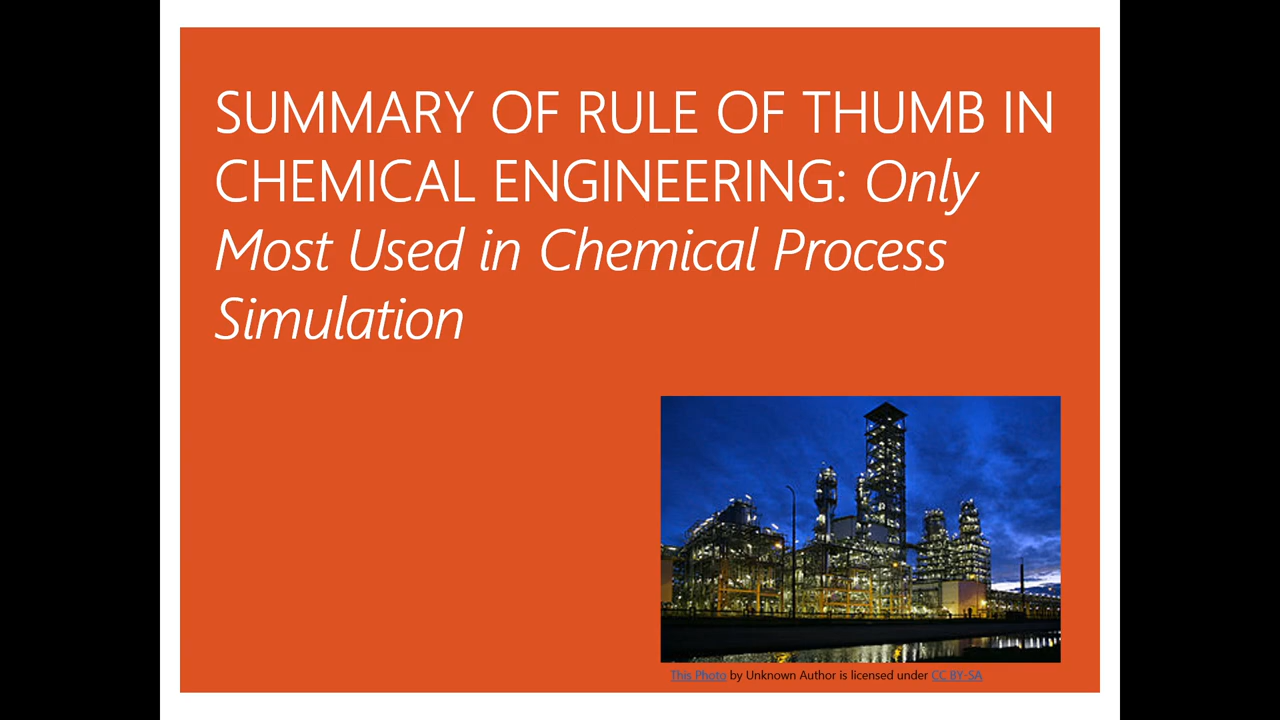 SUMMARY OF RULE OF THUMB IN
CHEMICAL ENGINEERING: Only
Most Used in Chemical Process
Simulation
This Photo by Unknown Author is licensed under CC BY-SA